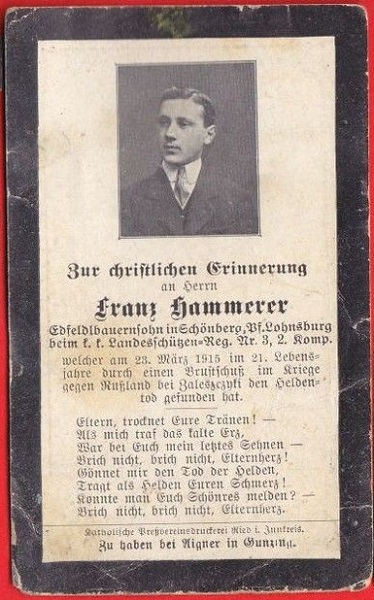 Zur christlichen Erinnerung
an Herrn
Franz Hammerer
Edfeldlbauernsohn in Schönberg, Pf. Lohnsburg
beim k. k. Landesschützen-Reg. Nr. 3, 2. Komp.
welcher am 23. März 1915 im 21. Lebens-
jahre durch einen Brustschuß im Kriege
gegen Rußland bei Zaleszczyki den Helden-
tod gefunden hat.
Eltern, trocknet Eure Tränen! —
Als mich traf das kalte Erz,
War bei Euch mein letztes Sehnen —
Brich nicht, brich nicht, Elternherz!
Gönnet mir den Tod der Helden,
Tragt als Helden Euren Schmerz!
Konnte man Euch Schönres melden? —
Brich nicht, brich nicht, Elternherz.
Katholische Preßvereinsdruckerei Ried i. Innkreis.
Zu haben bei Aigner in Gunzing.